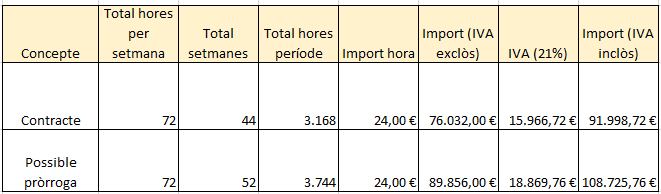 Concepte	Total hores per setmana	Total setmanes	Total hores període	Import hora	Import (IVA exclòs)	IVA (21%)	Import (IVA inclòs)
Contracte	72	44	3.168	24,00 €	76.032,00 €	15.966,72 €	91.998,72 €
Possible pròrroga	72	52	3.744	24,00 €	89.856,00 €	18.869,76 €	108.725,76 €